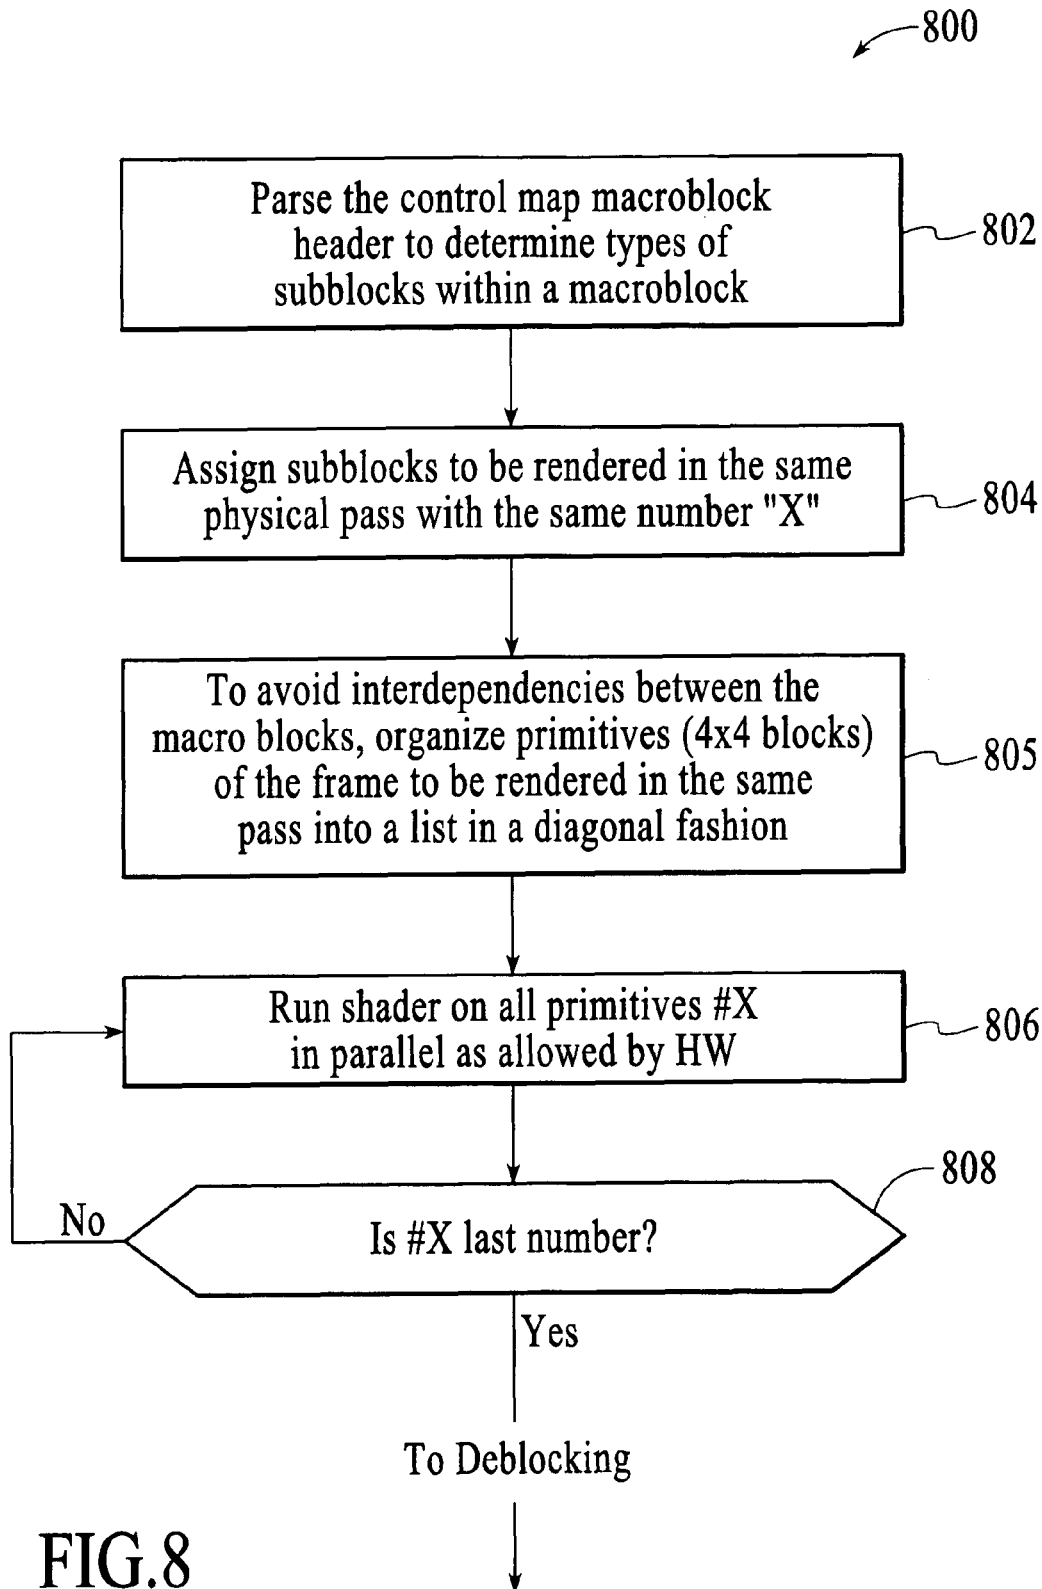 800
Parse the control map macroblock
header to determine types of
subblocks within a macroblock
802
Assign subblocks to be rendered in the same
physical pass with the same number "X"
804
To avoid interdependencies between the
macro blocks, organize primitives (4x4 blocks)
of the frame to be rendered in the same
pass into a list in a diagonal fashion
805
Run shader on all primitives #X
in parallel as allowed by HW
806
808
No
Is #X last number?
Yes
To Deblocking
FIG.8